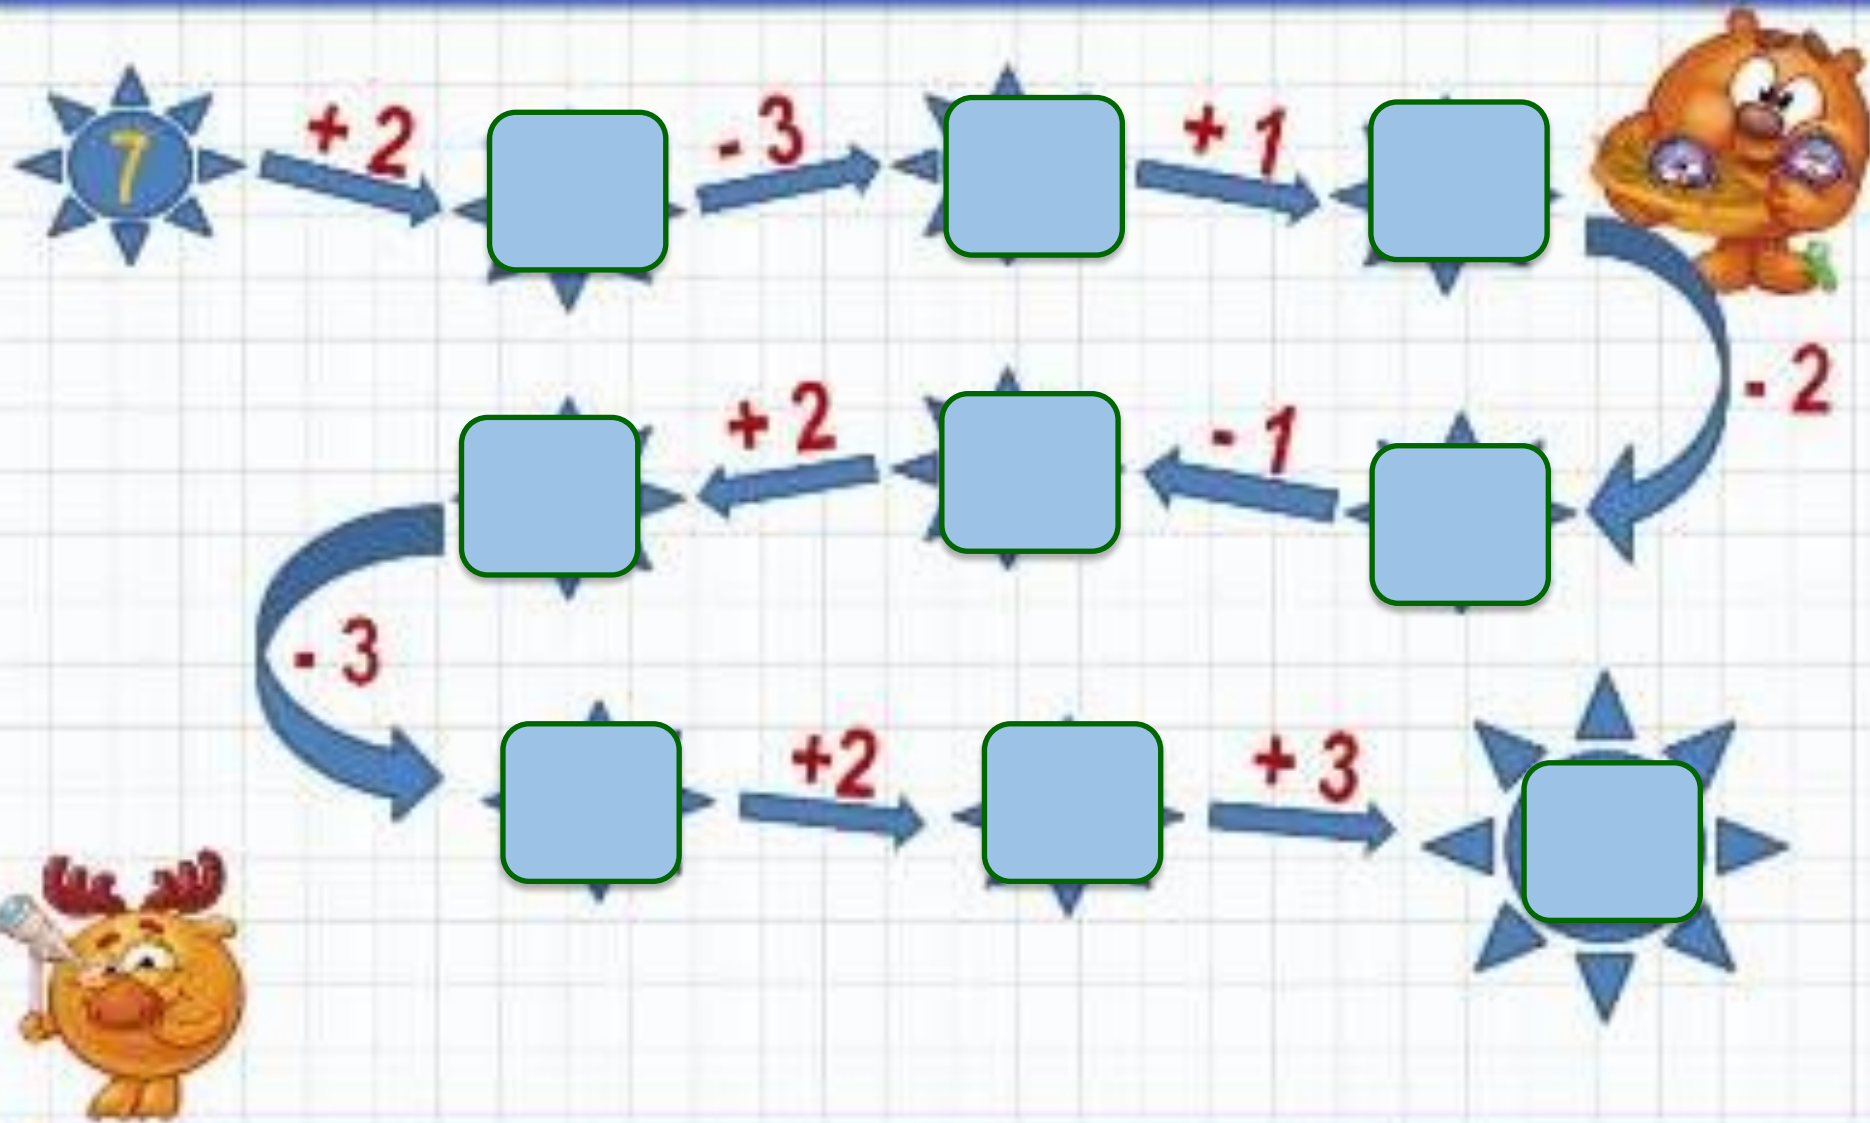 7 + 2 - 3 + 1
- 2
+ 2 - 1
- 3
+2 + 3